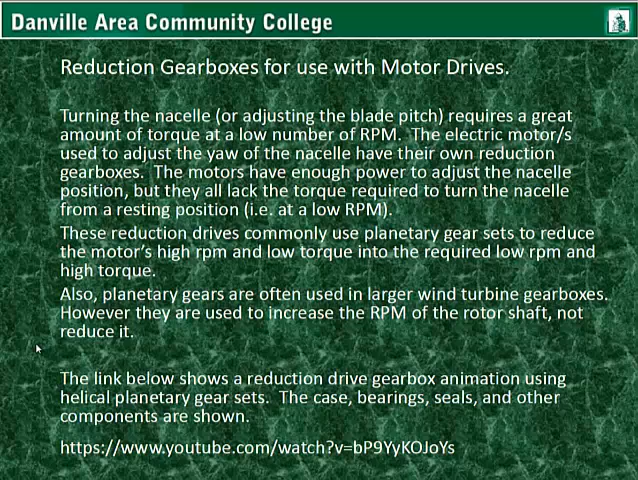 Danville Area Community College
Reduction Gearboxes for use with Motor Drives.
Turning the nacelle (or adjusting the blade pitch) requires a great
amount of torque at a low number of RPM.  The electric motor/s
used to adjust the yaw of the nacelle have their own reduction
gearboxes.  The motors have enough power to adjust the nacelle
position, but they all lack the torque required to turn the nacelle
from a resting position (i.e. at a low RPM).
These reduction drives commonly use planetary gear sets to reduce
the motor's high rpm and low torque into the required low rpm and
high torque.
Also, planetary gears are often used in larger wind turbine gearboxes.
However they are used to increase the RPM of the rotor shaft, not
reduce it.
The link below shows a reduction drive gearbox animation using
helical planetary gear sets.  The case, bearings, seals, and other
components are shown.
https://www.youtube.com/watch?v=bP9YyKOJoYs